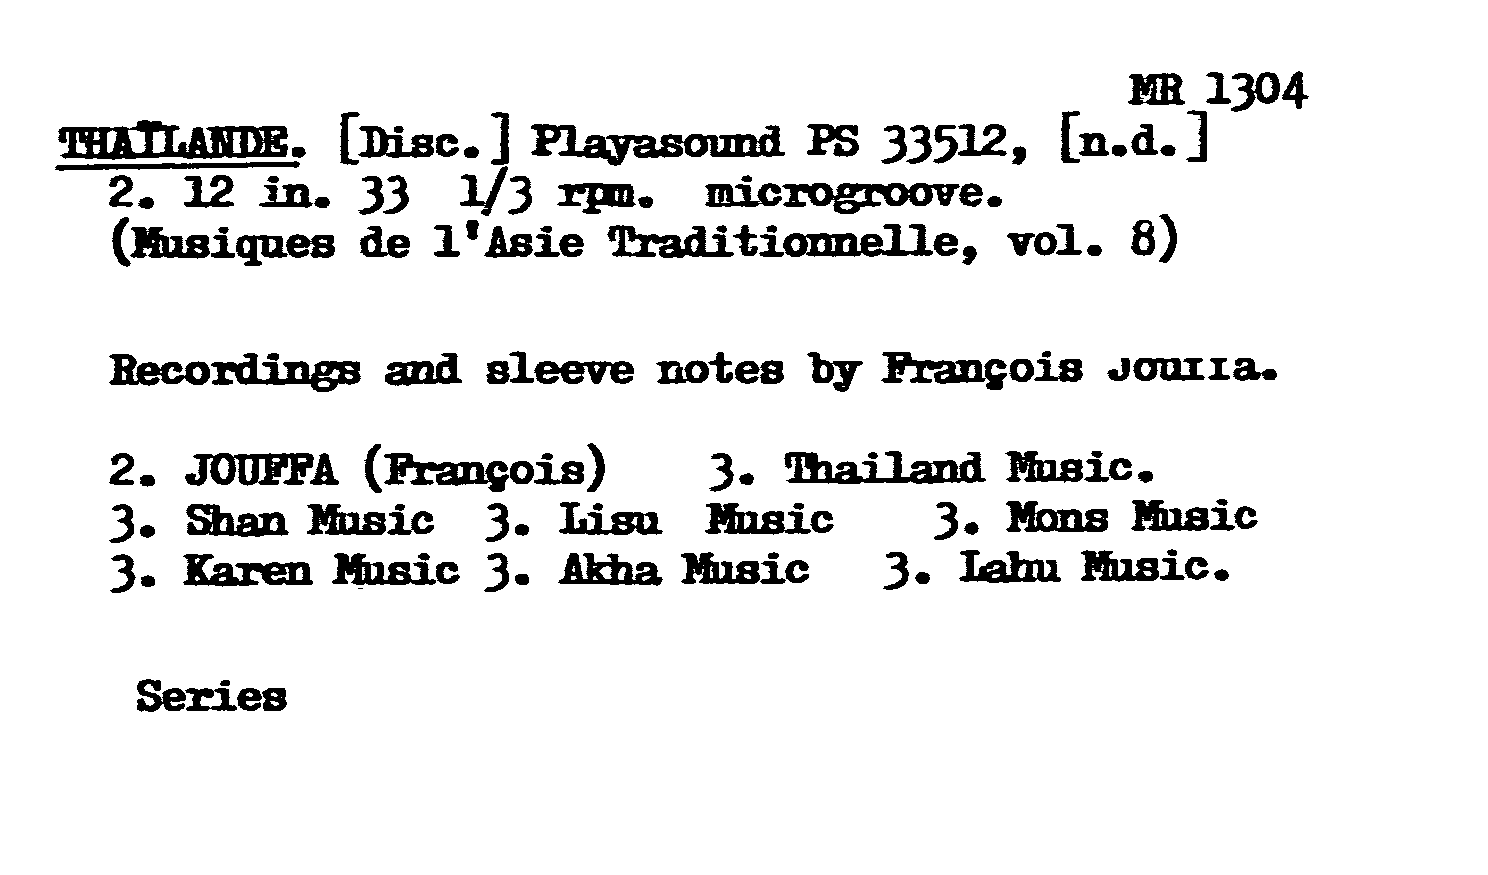 MR 1304
THAÏLANDE. [Disc.] Playasound PS 33512, [n.d.]
2. 12 in. 33 1/3 rpm. microgroove.
(Musiques de l'Asie Traditionnelle, vol. 8)
Recordings and sleeve notes by François Jouffa.
2. JOUFFA (François) 3. Thailand Music.
3. Shan Music 3. Lisu Music 3. Mons Music
3. Karen Music 3. Akha Music 3. Lahu Music.
Series